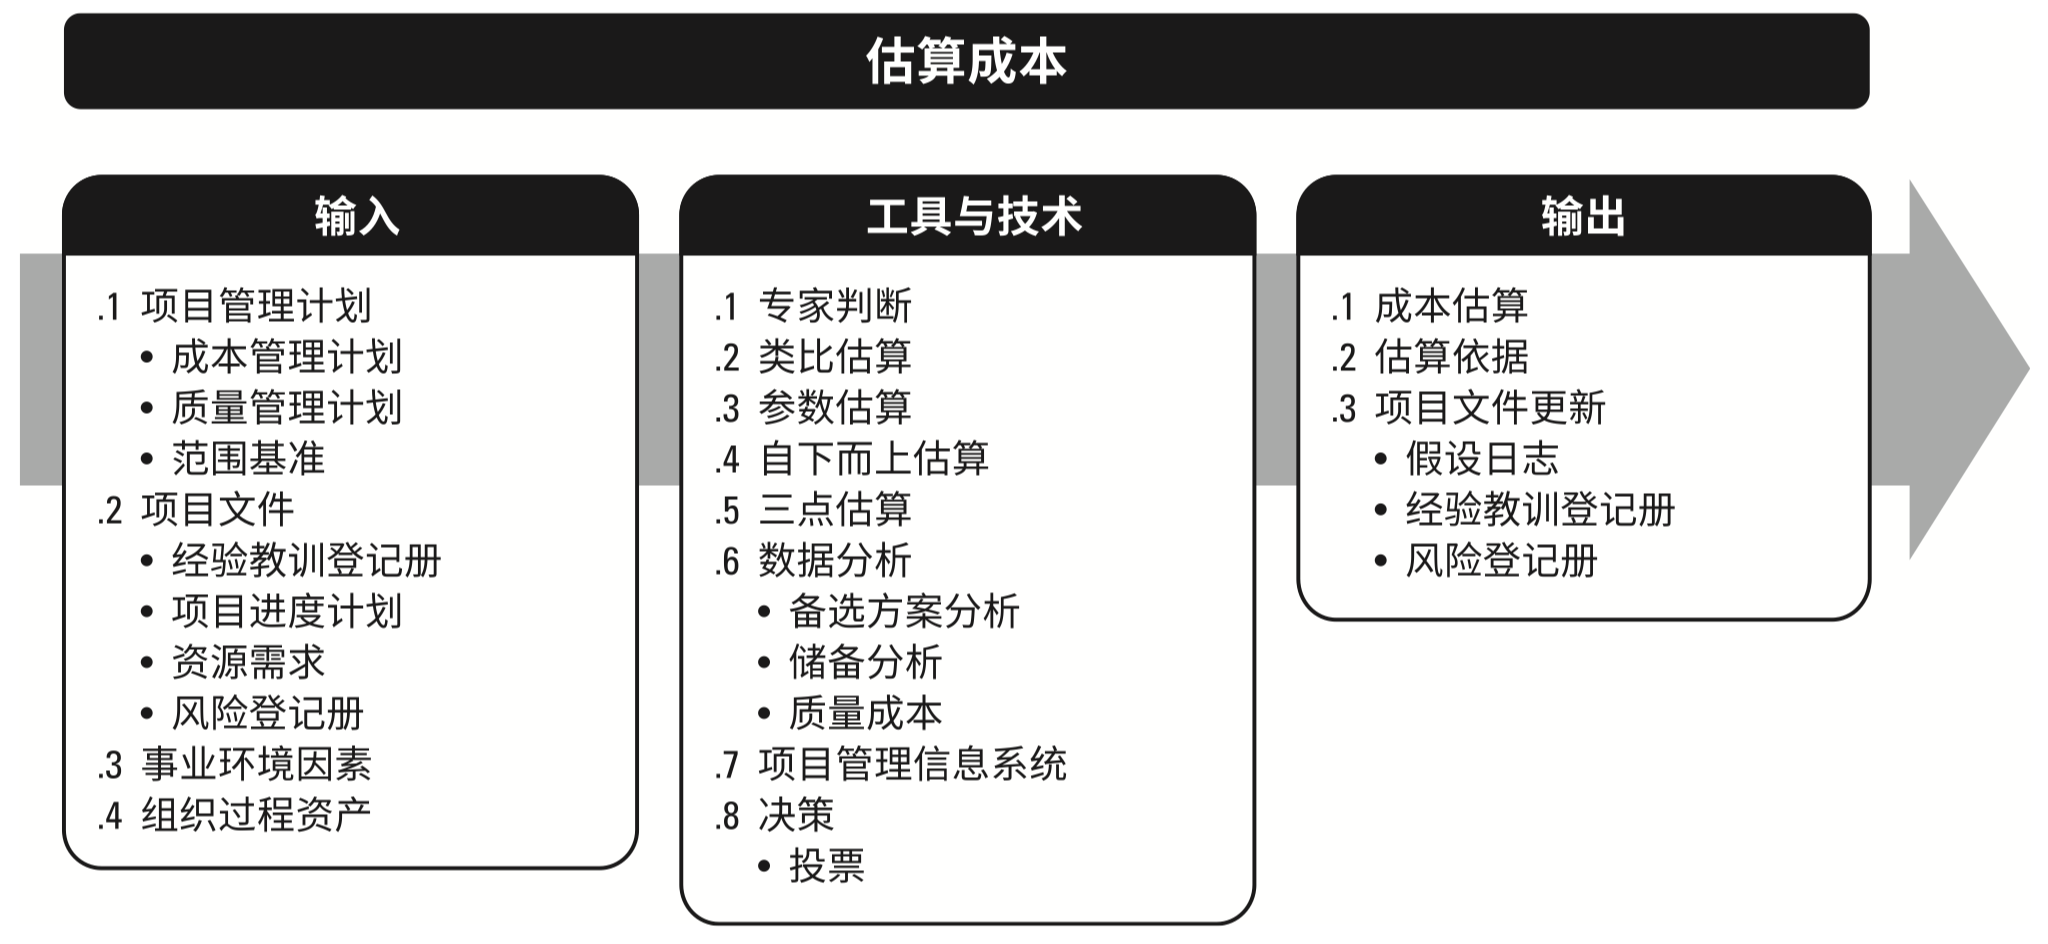 估算成本
输入
.1 项目管理计划
• 成本管理计划
• 质量管理计划
• 范围基准
.2 项目文件
• 经验教训登记册
• 项目进度计划
• 资源需求
• 风险登记册
.3 事业环境因素
.4 组织过程资产
工具与技术
.1 专家判断
.2 类比估算
.3 参数估算
.4 自下而上估算
.5 三点估算
.6 数据分析
• 备选方案分析
• 储备分析
• 质量成本
.7 项目管理信息系统
.8 决策
• 投票
输出
.1 成本估算
.2 估算依据
.3 项目文件更新
• 假设日志
• 经验教训登记册
• 风险登记册